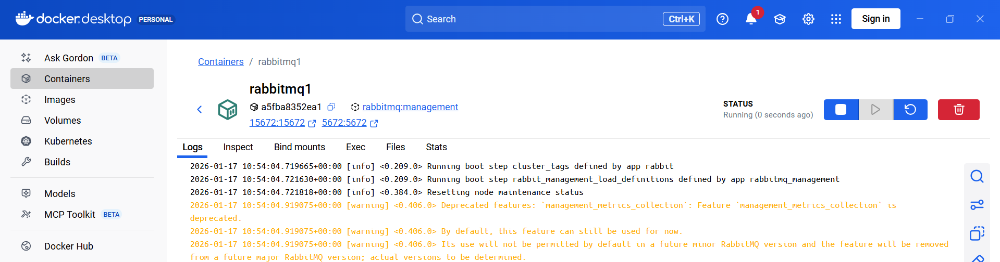 docker.desktop PERSONAL
Search
Ctrl+K
1
Sign in
Ask Gordon BETA
Containers
Images
Volumes
Kubernetes
Builds
Models
MCP Toolkit BETA
Docker Hub
Containers / rabbitmq1
rabbitmq1
a5fba8352ea1 rabbitmq:management
15672:15672 5672:5672
STATUS
Running (0 seconds ago)
Logs Inspect Bind mounts Exec Files Stats
2026-01-17 10:54:04.719665+00:00 [info] <0.209.0> Running boot step cluster_tags defined by app rabbit
2026-01-17 10:54:04.721630+00:00 [info] <0.209.0> Running boot step rabbit_management_load_definitions defined by app rabbitmq_management
2026-01-17 10:54:04.721818+00:00 [info] <0.384.0> Resetting node maintenance status
2026-01-17 10:54:04.919075+00:00 [warning] <0.406.0> Deprecated features: `management_metrics_collection`: Feature `management_metrics_collection` is
deprecated.
2026-01-17 10:54:04.919075+00:00 [warning] <0.406.0> By default, this feature can still be used for now.
2026-01-17 10:54:04.919075+00:00 [warning] <0.406.0> Its use will not be permitted by default in a future minor RabbitMQ version and the feature will be removed
from a future major RabbitMQ version; actual versions to be determined.